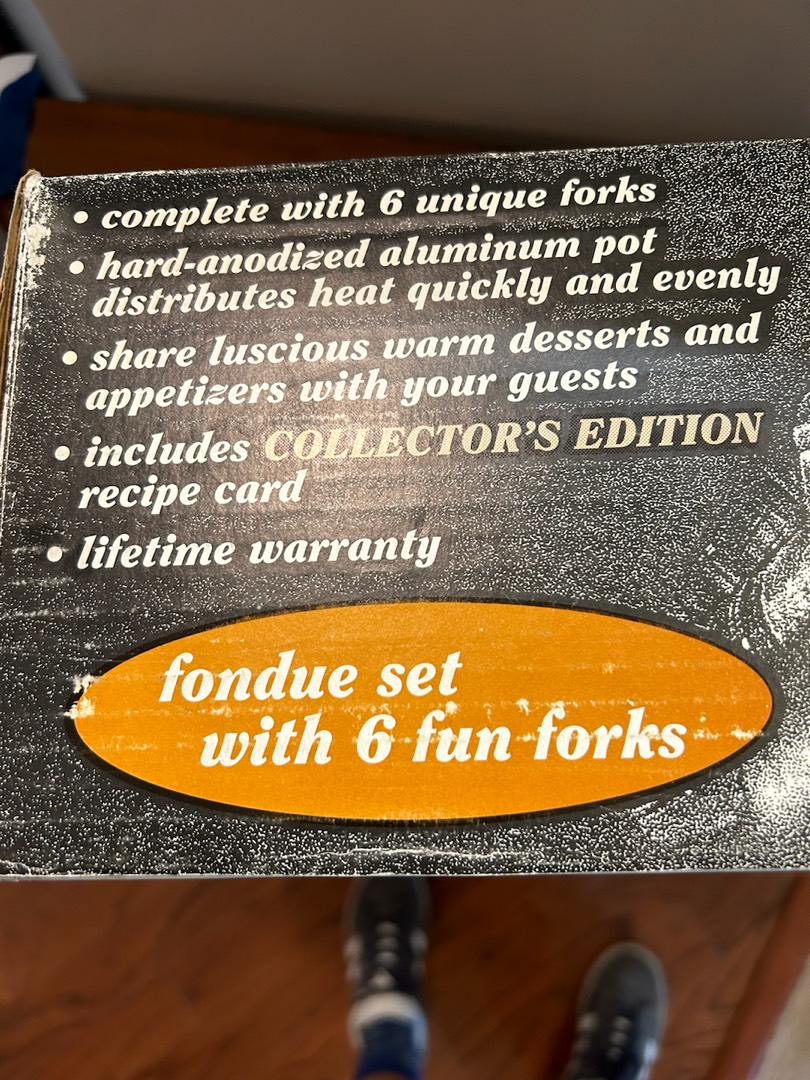 • complete with 6 unique forks
• hard-anodized aluminum pot
distributes heat quickly and evenly
• share luscious warm desserts and
appetizers with your guests
• includes COLLECTOR'S EDITION
recipe card
• lifetime warranty
fondue set
with 6 fun forks